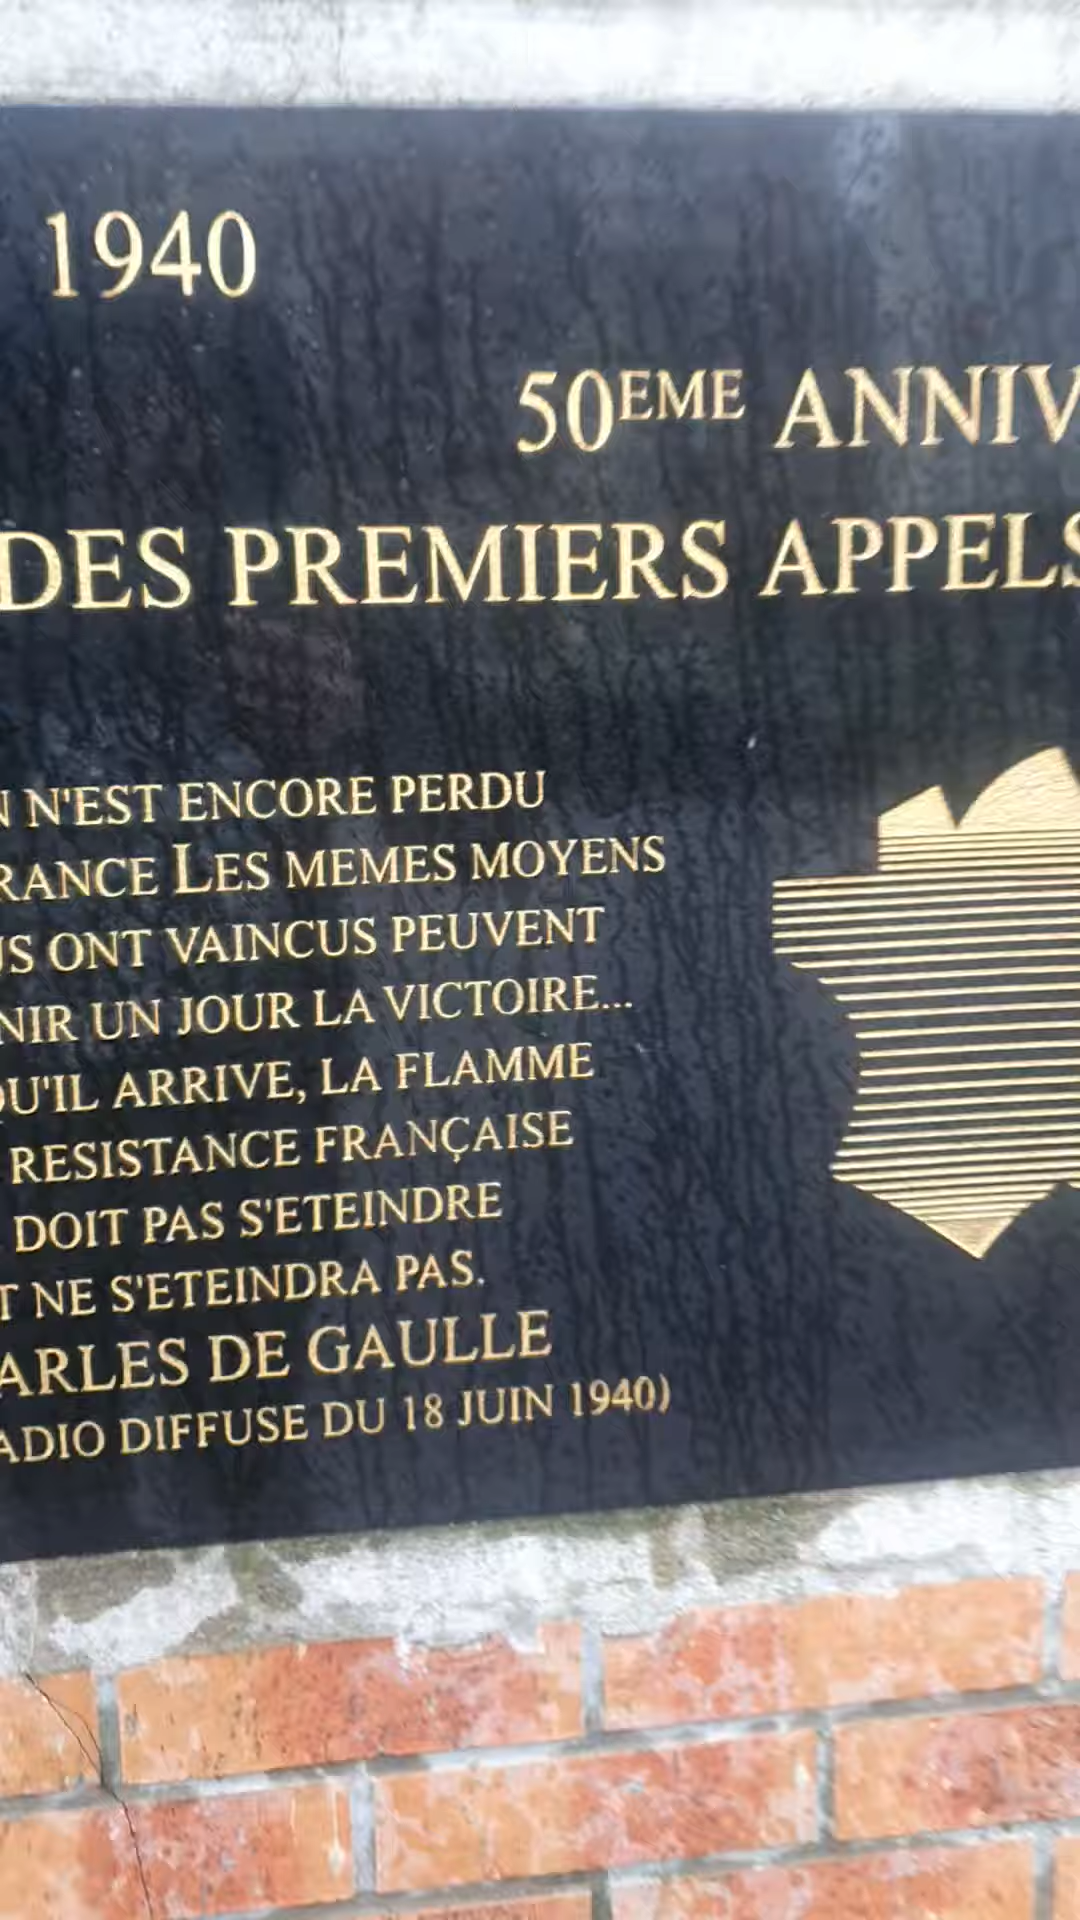 1940
50EME ANNIV
DES PREMIERS APPELS
N N'EST ENCORE PERDU
RANCE LES MEMES MOYENS
US ONT VAINCUS PEUVENT
NIR UN JOUR LA VICTOIRE...
QU'IL ARRIVE, LA FLAMME
RESISTANCE FRANÇAISE
DOIT PAS S'ETEINDRE
T NE S'ETEINDRA PAS.
ARLES DE GAULLE
ADIO DIFFUSE DU 18 JUIN 1940)